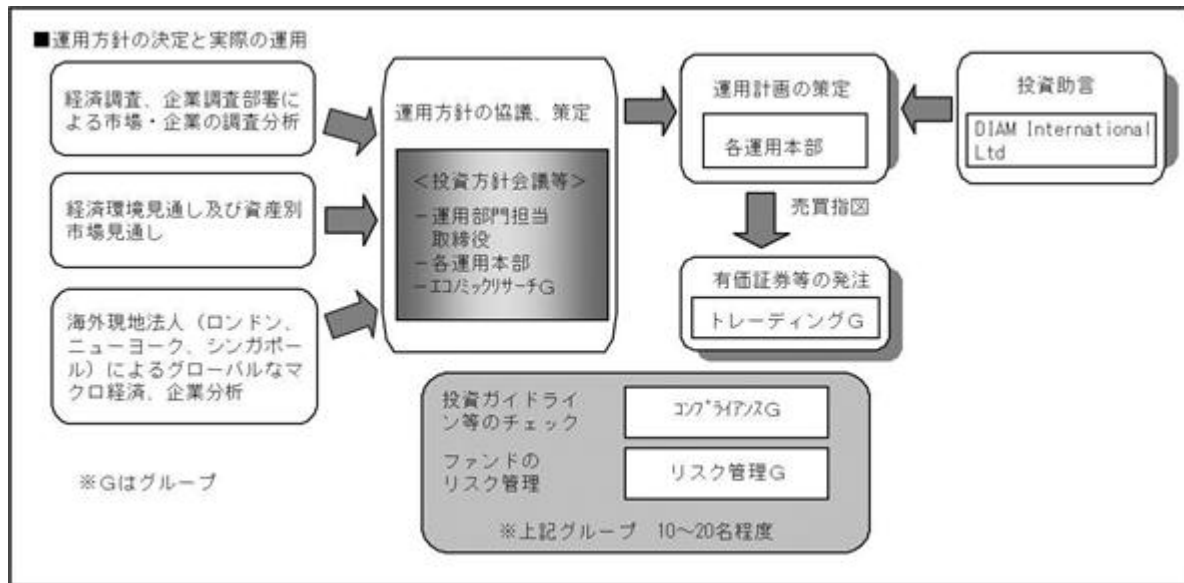 ■運用方針の決定と実際の運用
経済調査、企業調査部署に
よる市場・企業の調査分析
経済環境見通し及び資産別
市場見通し
海外現地法人（ロンドン、
ニューヨーク、シンガポー
ル）によるグローバルなマ
クロ経済、企業分析
※Gはグループ
運用方針の協議、策定
＜投資方針会議等＞
－運用部門担当
取締役
－各運用本部
－ｴｺﾉﾐｯｸﾘｻｰﾁG
運用計画の策定
各運用本部
投資助言
DIAM International
Ltd
売買指図
有価証券等の発注
トレーディングG
投資ガイドライ
ン等のチェック
ｺﾝﾌﾟﾗｲｱﾝｽG
ファンドの
リスク管理
リスク管理G
※上記グループ　10～20名程度